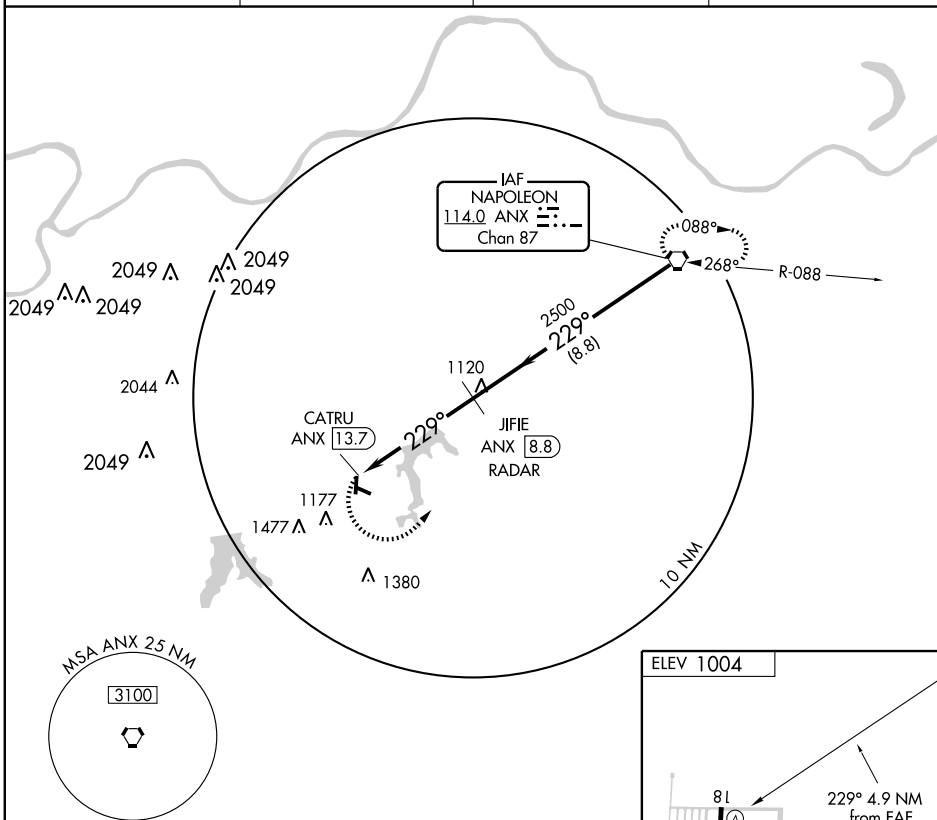 IAF
NAPOLEON
114.0 ANX
Chan 87
088°
268°
R-088
2049
2049
2049
2049
2049
2500
229°
(8.8)
1120
2044
CATRU
ANX 13.7
229°
JIFIE
ANX 8.8
RADAR
2049
1177
1477
1380
10 NM
MSA ANX 25 NM
3100
ELEV 1004
18
A
229° 4.9 NM
from FAF